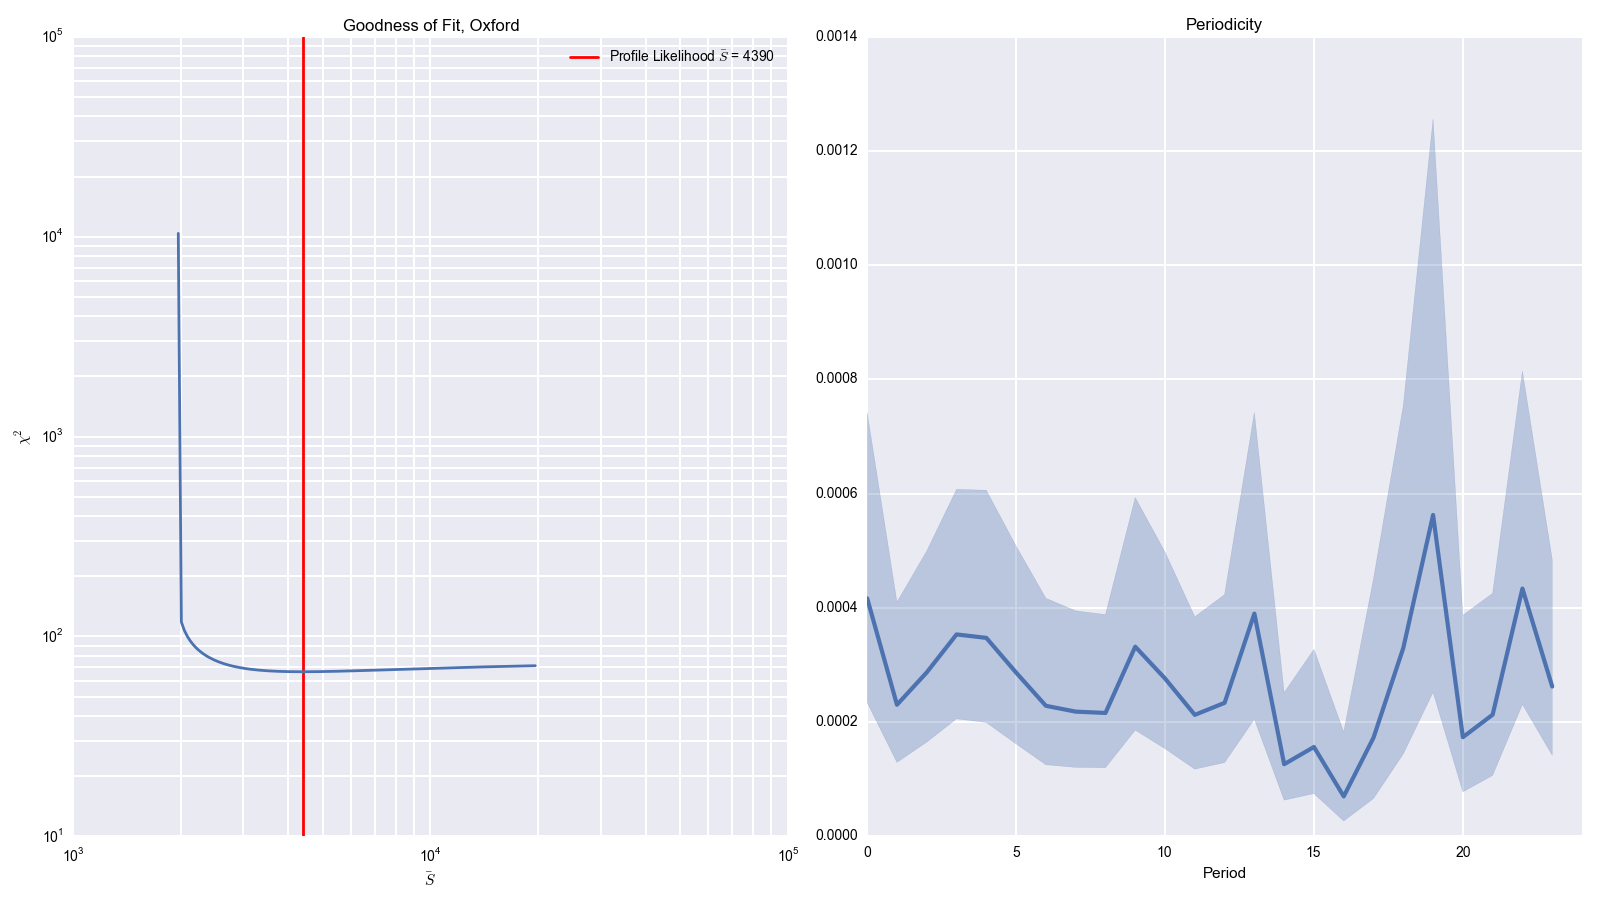 Goodness of Fit, Oxford
Profile Likelihood S̄ = 4390
10⁵
10⁴
10³
10²
10¹
χ²
10³ 10⁴ 10⁵
S̄
Periodicity
0.0014
0.0012
0.0010
0.0008
0.0006
0.0004
0.0002
0.0000
0 5 10 15 20
Period